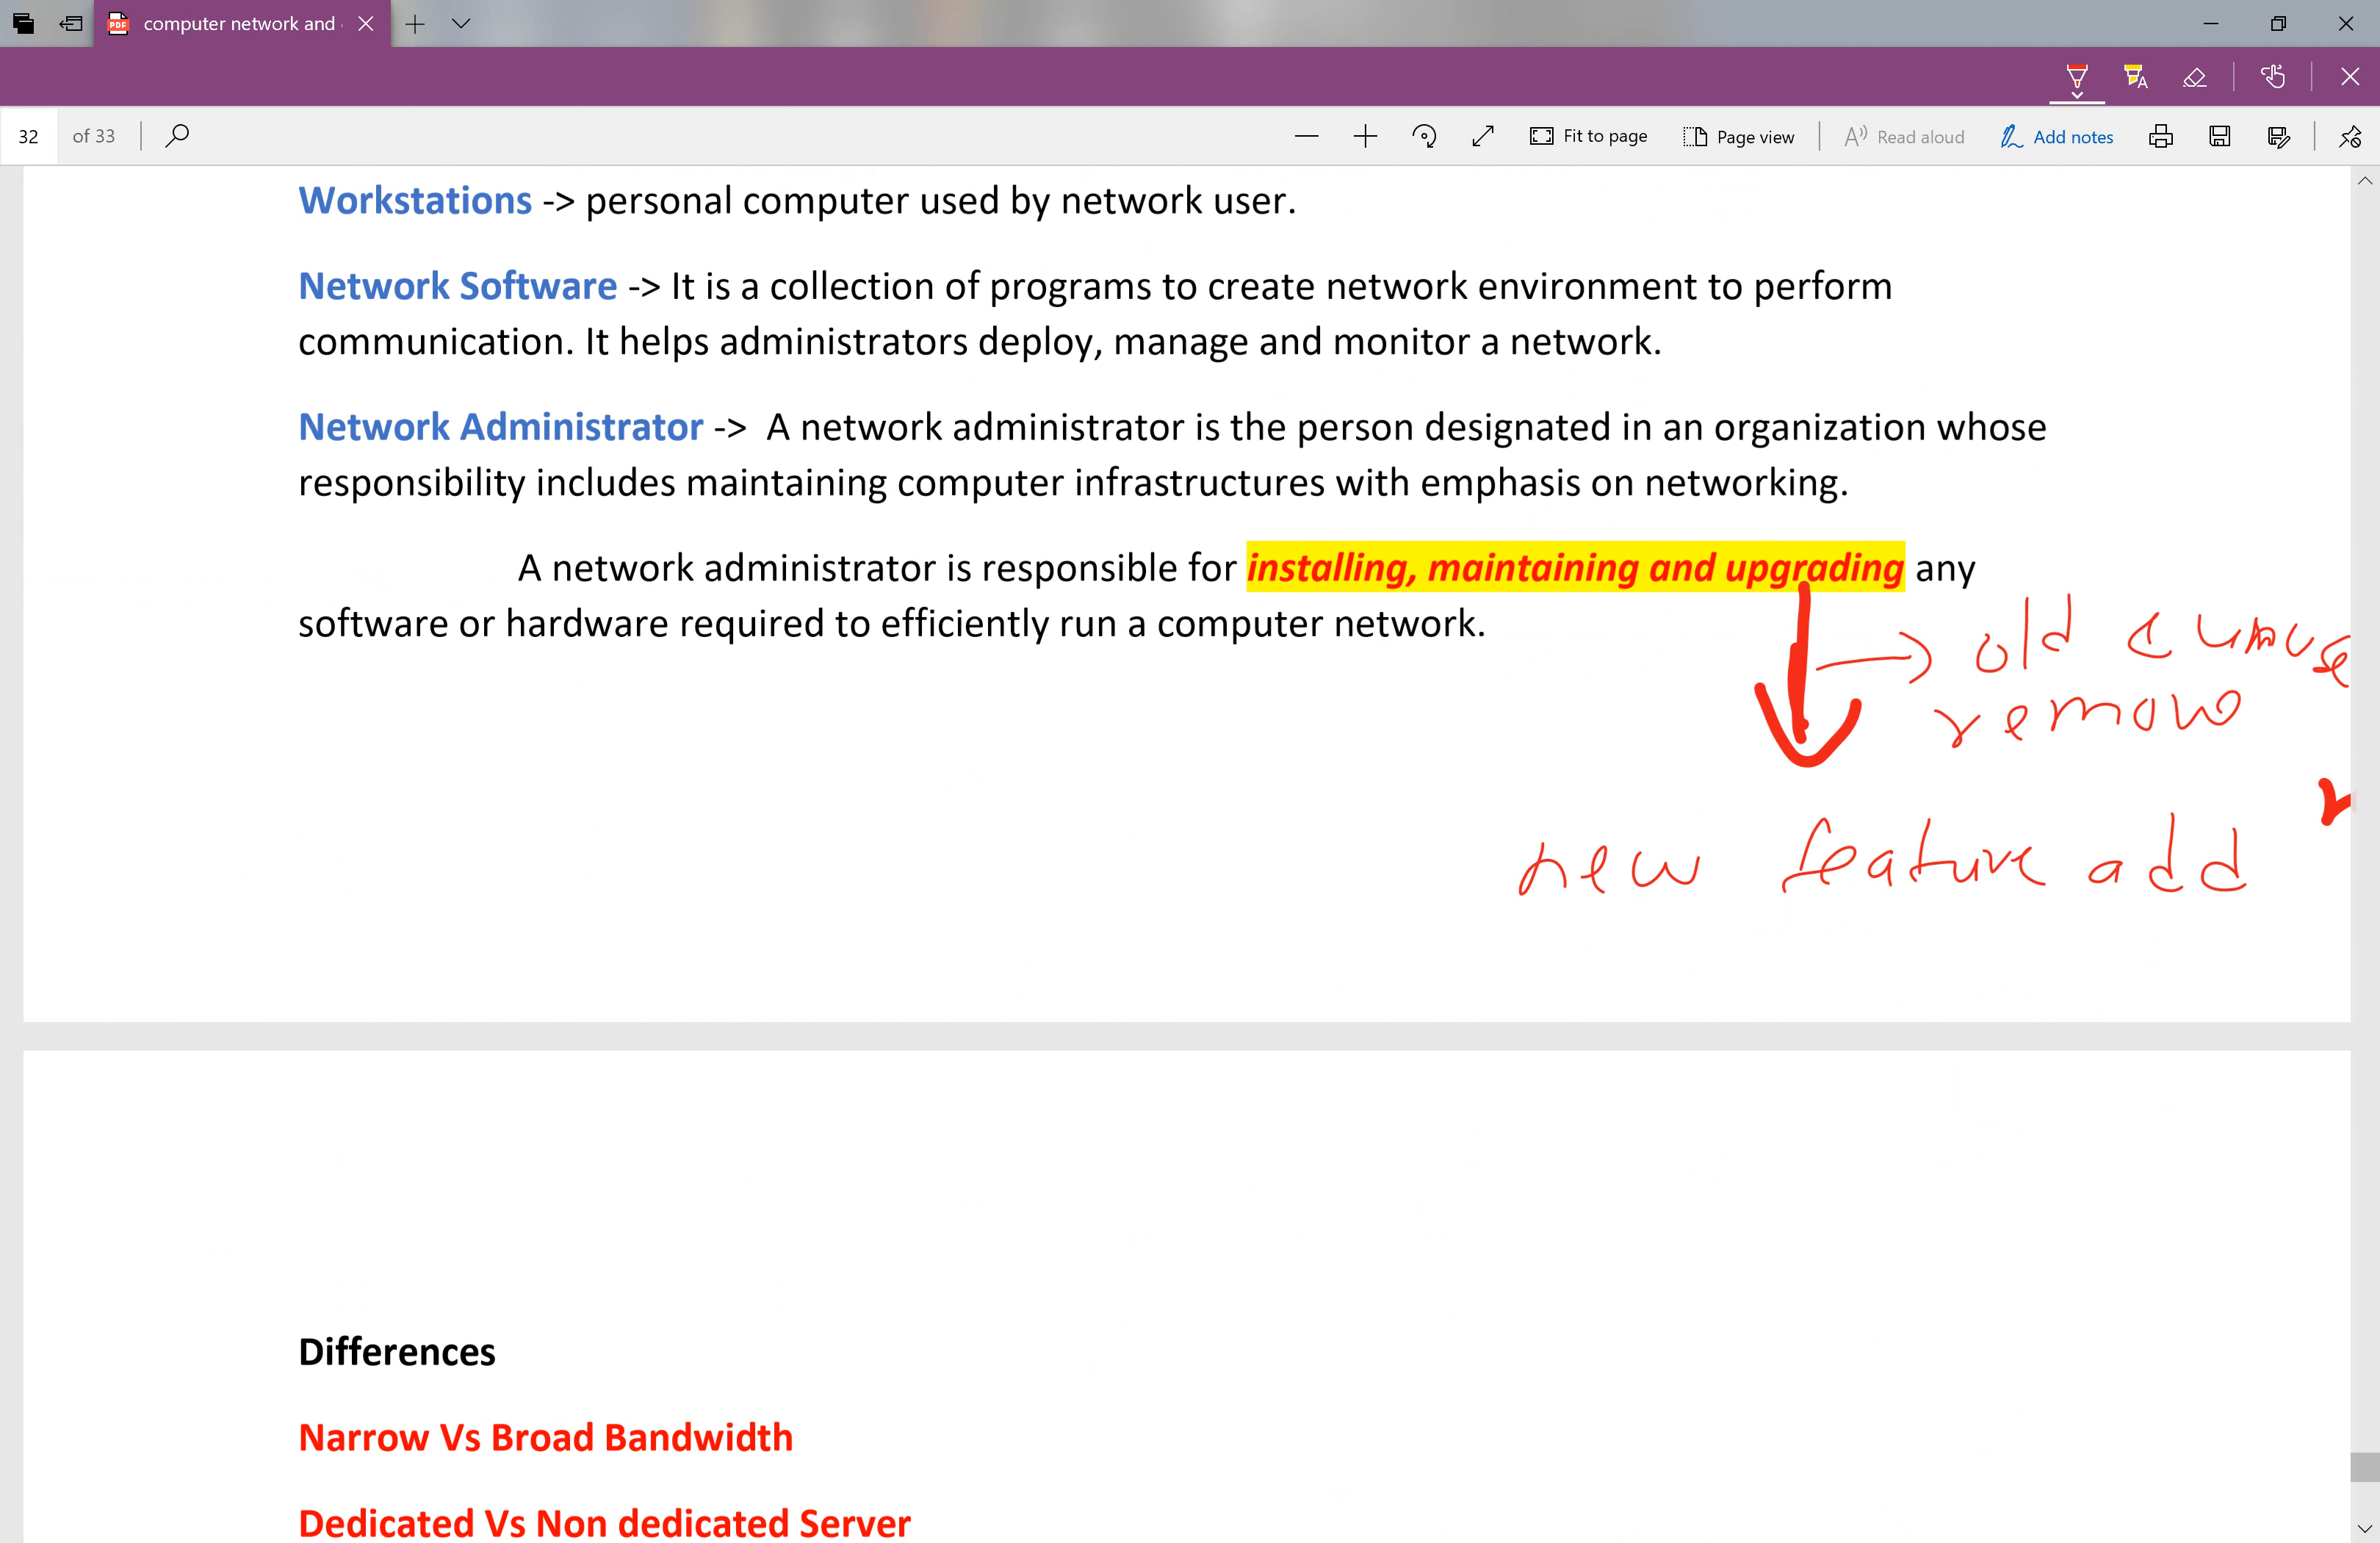 computer network and
32 of 33
Fit to page
Page view
Read aloud
Add notes
Workstations -> personal computer used by network user.
Network Software -> It is a collection of programs to create network environment to perform
communication. It helps administrators deploy, manage and monitor a network.
Network Administrator -> A network administrator is the person designated in an organization whose
responsibility includes maintaining computer infrastructures with emphasis on networking.
A network administrator is responsible for installing, maintaining and upgrading any
software or hardware required to efficiently run a computer network.
old & unuse
remove
new feature add
Differences
Narrow Vs Broad Bandwidth
Dedicated Vs Non dedicated Server